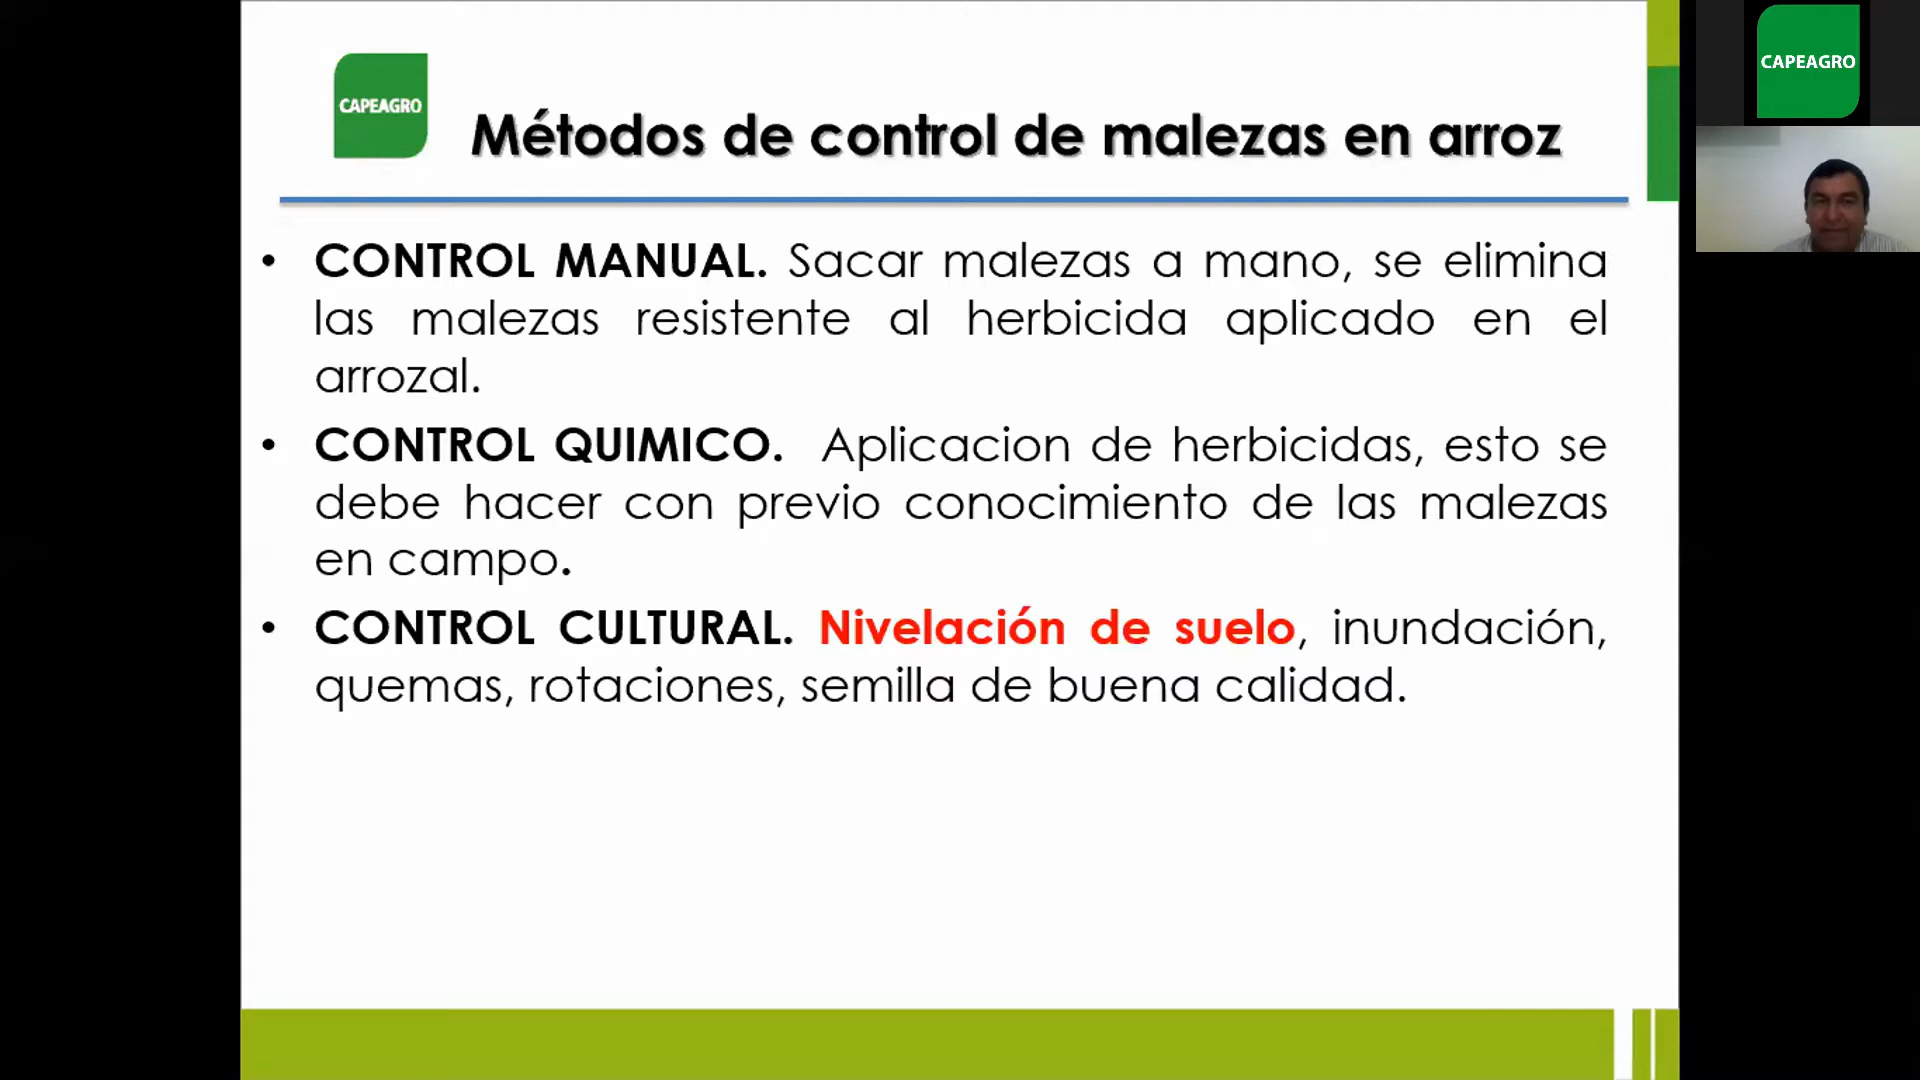 CAPEAGRO
Métodos de control de malezas en arroz
• CONTROL MANUAL. Sacar malezas a mano, se elimina
las malezas resistente al herbicida aplicado en el
arrozal.
• CONTROL QUIMICO. Aplicacion de herbicidas, esto se
debe hacer con previo conocimiento de las malezas
en campo.
• CONTROL CULTURAL. Nivelación de suelo, inundación,
quemas, rotaciones, semilla de buena calidad.
CAPEAGRO